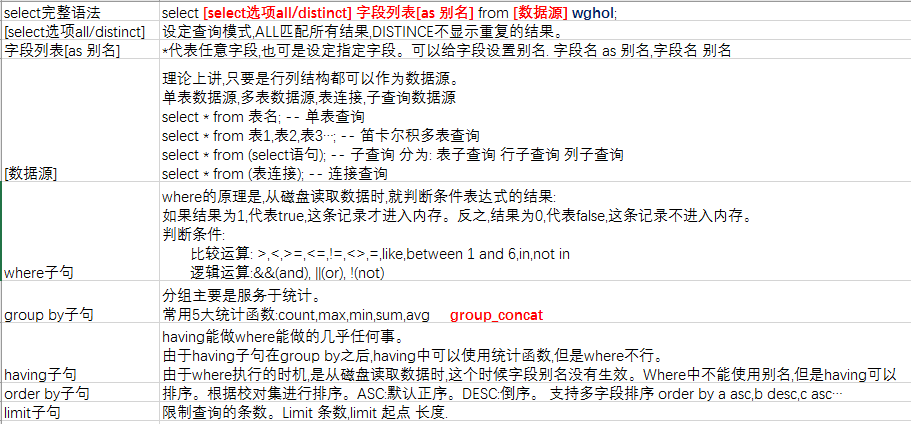 select完整语法 select [select选项all/distinct] 字段列表[as 别名] from [数据源] wghol;
[select选项all/distinct] 设定查询模式,ALL匹配所有结果,DISTINCE不显示重复的结果。
字段列表[as 别名] *代表任意字段,也可是设定指定字段。可以给字段设置别名. 字段名 as 别名,字段名 别名
理论上讲,只要是行列结构都可以作为数据源。
单表数据源,多表数据源,表连接,子查询数据源
select * from 表名; -- 单表查询
select * from 表1,表2,表3…; -- 笛卡尔积多表查询
select * from (select语句); -- 子查询 分为: 表子查询 行子查询 列子查询
[数据源] select * from (表连接); -- 连接查询
where的原理是,从磁盘读取数据时,就判断条件表达式的结果:
如果结果为1,代表true,这条记录才进入内存。反之,结果为0,代表false,这条记录不进入内存。
判断条件:
比较运算: >,<,>=,<=,!=,<>,=,like,between 1 and 6,in,not in
where子句 逻辑运算:&&(and), ||(or), !(not)
分组主要是服务于统计。
group by子句 常用5大统计函数:count,max,min,sum,avg group_concat
having能做where能做的几乎任何事。
由于having子句在group by之后,having中可以使用统计函数,但是where不行。
having子句 由于where执行的时机,是从磁盘读取数据时,这个时候字段别名没有生效。Where中不能使用别名,但是having可以
order by子句 排序。根据校对集进行排序。ASC:默认正序。DESC:倒序。 支持多字段排序 order by a asc,b desc,c asc…
limit子句 限制查询的条数。Limit 条数,limit 起点 长度.